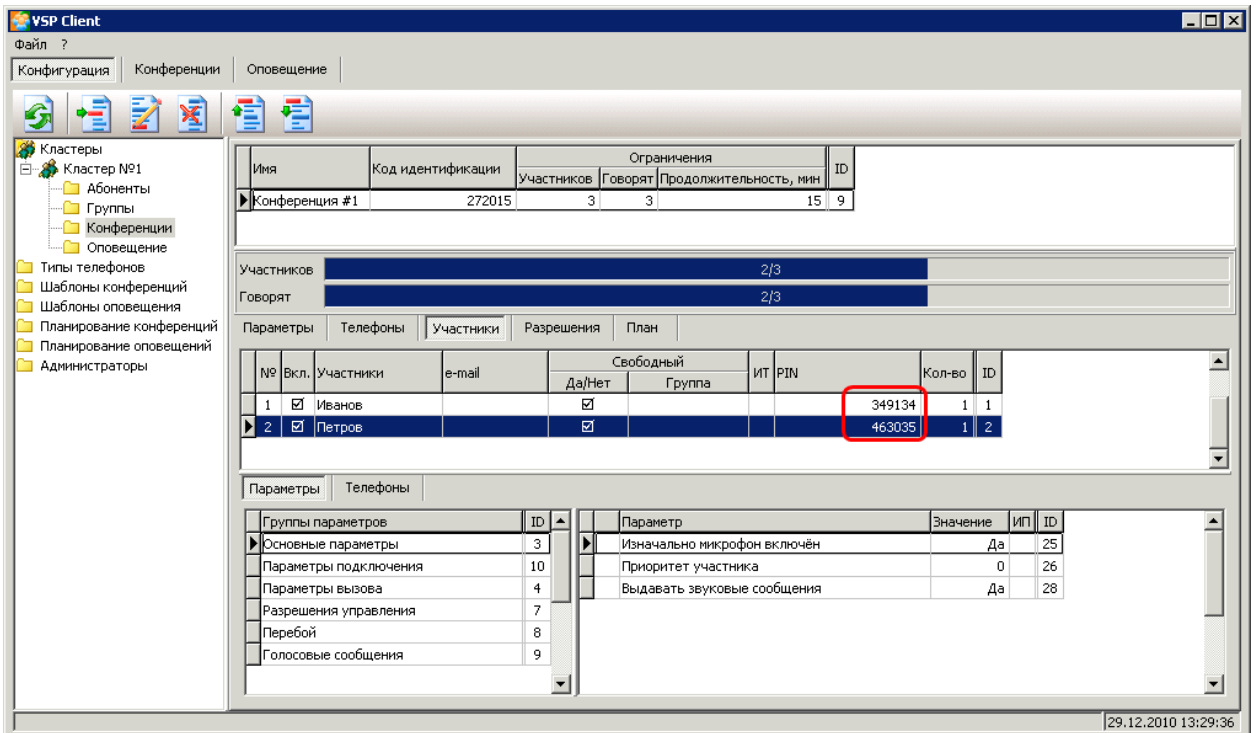 VSP Client
Файл ?
Конфигурация Конференции Оповещение
Кластеры
Кластер №1
Абоненты
Группы
Конференции
Оповещение
Типы телефонов
Шаблоны конференций
Шаблоны оповещения
Планирование конференций
Планирование оповещений
Администраторы
Имя Код идентификации Ограничения ID
Участников Говорят Продолжительность, мин
Конференция #1 272015 3 3 15 9
Участников 2/3
Говорят 2/3
Параметры Телефоны Участники Разрешения План
№ Вкл. Участники e-mail Свободный ИТ PIN Кол-во ID
Да/Нет Группа
1 Иванов 349134 1 1
2 Петров 463035 1 2
Параметры Телефоны
Группы параметров ID Параметр Значение ИП ID
Основные параметры 3 Изначально микрофон включён Да 25
Параметры подключения 10 Приоритет участника 0 26
Параметры вызова 4 Выдавать звуковые сообщения Да 28
Разрешения управления 7
Перебой 8
Голосовые сообщения 9
29.12.2010 13:29:36